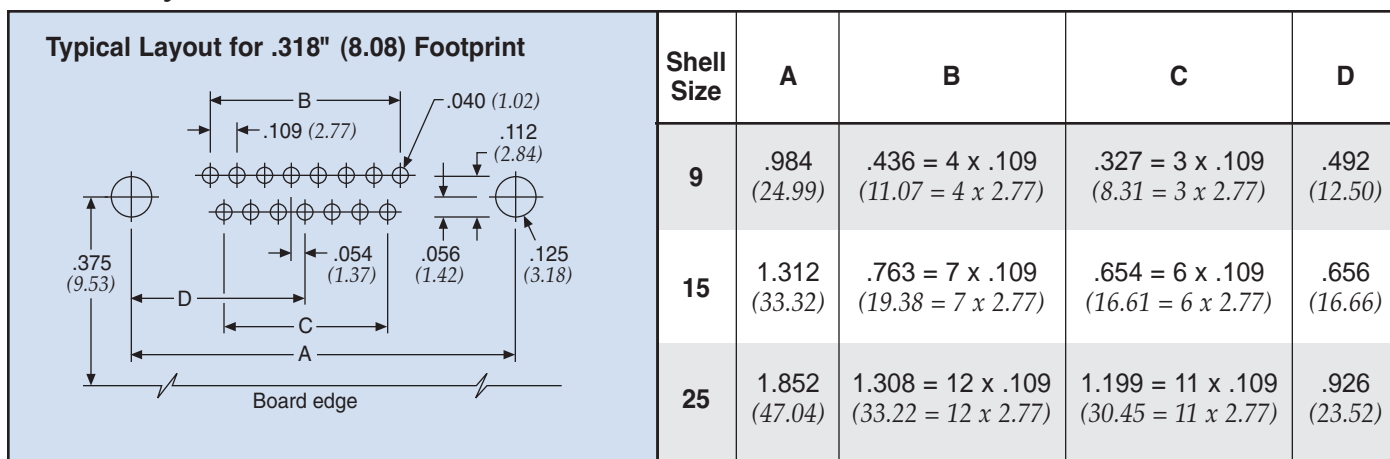 Typical Layout for .318" (8.08) Footprint
B
.040 (1.02)
.109 (2.77)
.112
(2.84)
.054
(1.37)
.056
(1.42)
.125
(3.18)
.375
(9.53)
D
C
A
Board edge
Shell Size A B C D
9 .984 .436 = 4 x .109 .327 = 3 x .109 .492
(24.99) (11.07 = 4 x 2.77) (8.31 = 3 x 2.77) (12.50)
15 1.312 .763 = 7 x .109 .654 = 6 x .109 .656
(33.32) (19.38 = 7 x 2.77) (16.61 = 6 x 2.77) (16.66)
25 1.852 1.308 = 12 x .109 1.199 = 11 x .109 .926
(47.04) (33.22 = 12 x 2.77) (30.45 = 11 x 2.77) (23.52)